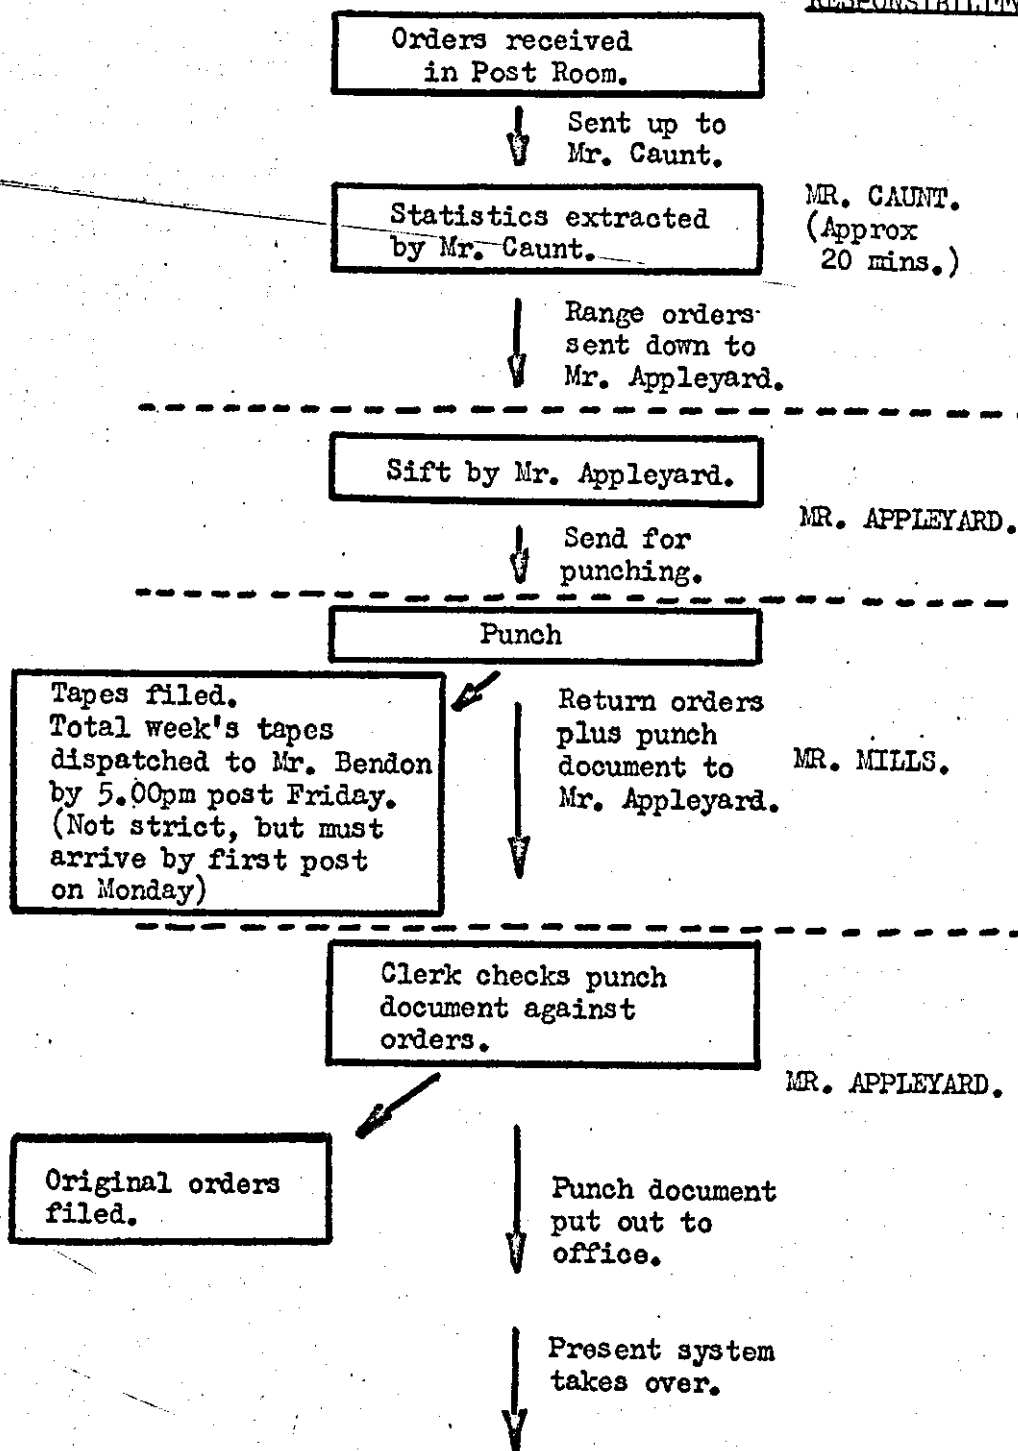 RESPONSIBILITY
Orders received
in Post Room.
Sent up to
Mr. Caunt.
Statistics extracted
by Mr. Caunt.
MR. CAUNT.
(Approx
20 mins.)
Range orders
sent down to
Mr. Appleyard.
Sift by Mr. Appleyard.
MR. APPLEYARD.
Send for
punching.
Punch
Tapes filed.
Total week's tapes
dispatched to Mr. Bendon
by 5.00pm post Friday.
(Not strict, but must
arrive by first post
on Monday)
Return orders
plus punch
document to
Mr. Appleyard.
MR. MILLS.
Clerk checks punch
document against
orders.
MR. APPLEYARD.
Original orders
filed.
Punch document
put out to
office.
Present system
takes over.